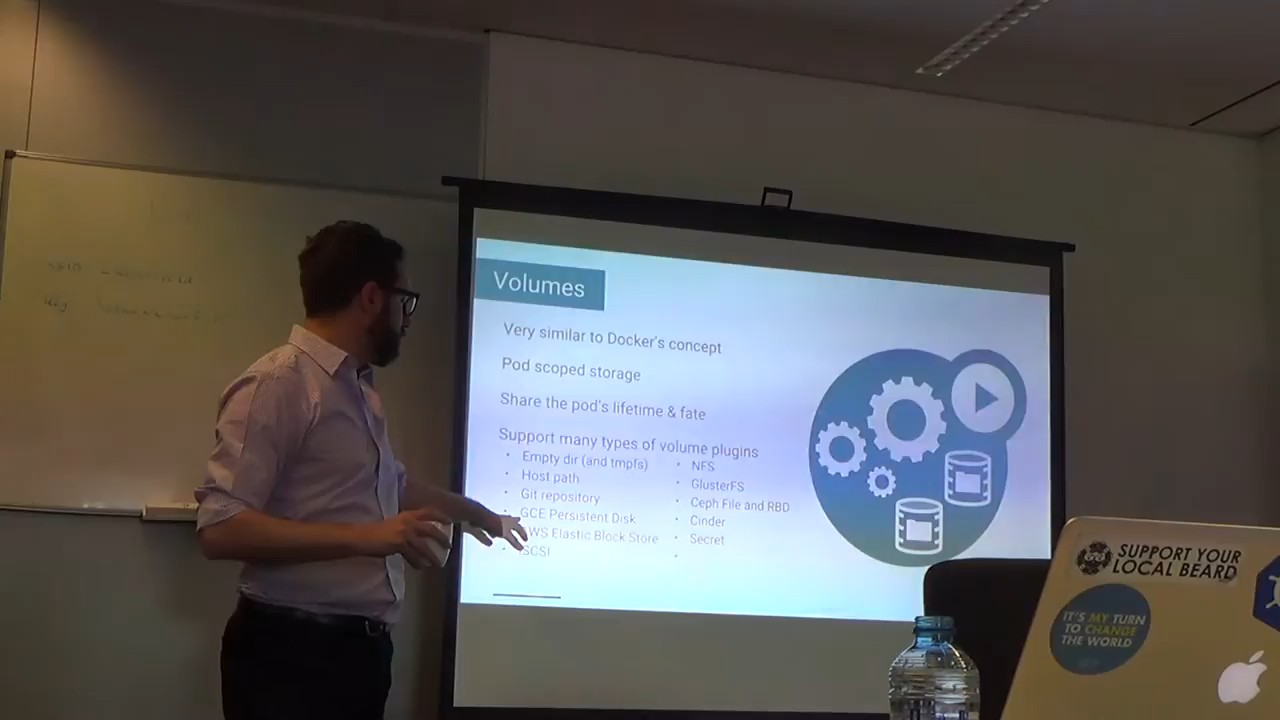 Volumes
Very similar to Docker's concept
Pod scoped storage
Share the pod's lifetime & fate
Support many types of volume plugins
Empty dir (and tmpfs)
Host path
Git repository
GCE Persistent Disk
WS Elastic Block Store
iSCSI
NFS
GlusterFS
Ceph File and RBD
Cinder
Secret
SUPPORT YOUR
LOCAL BEARD
IT'S MY TURN
TO CHANGE
THE WORLD